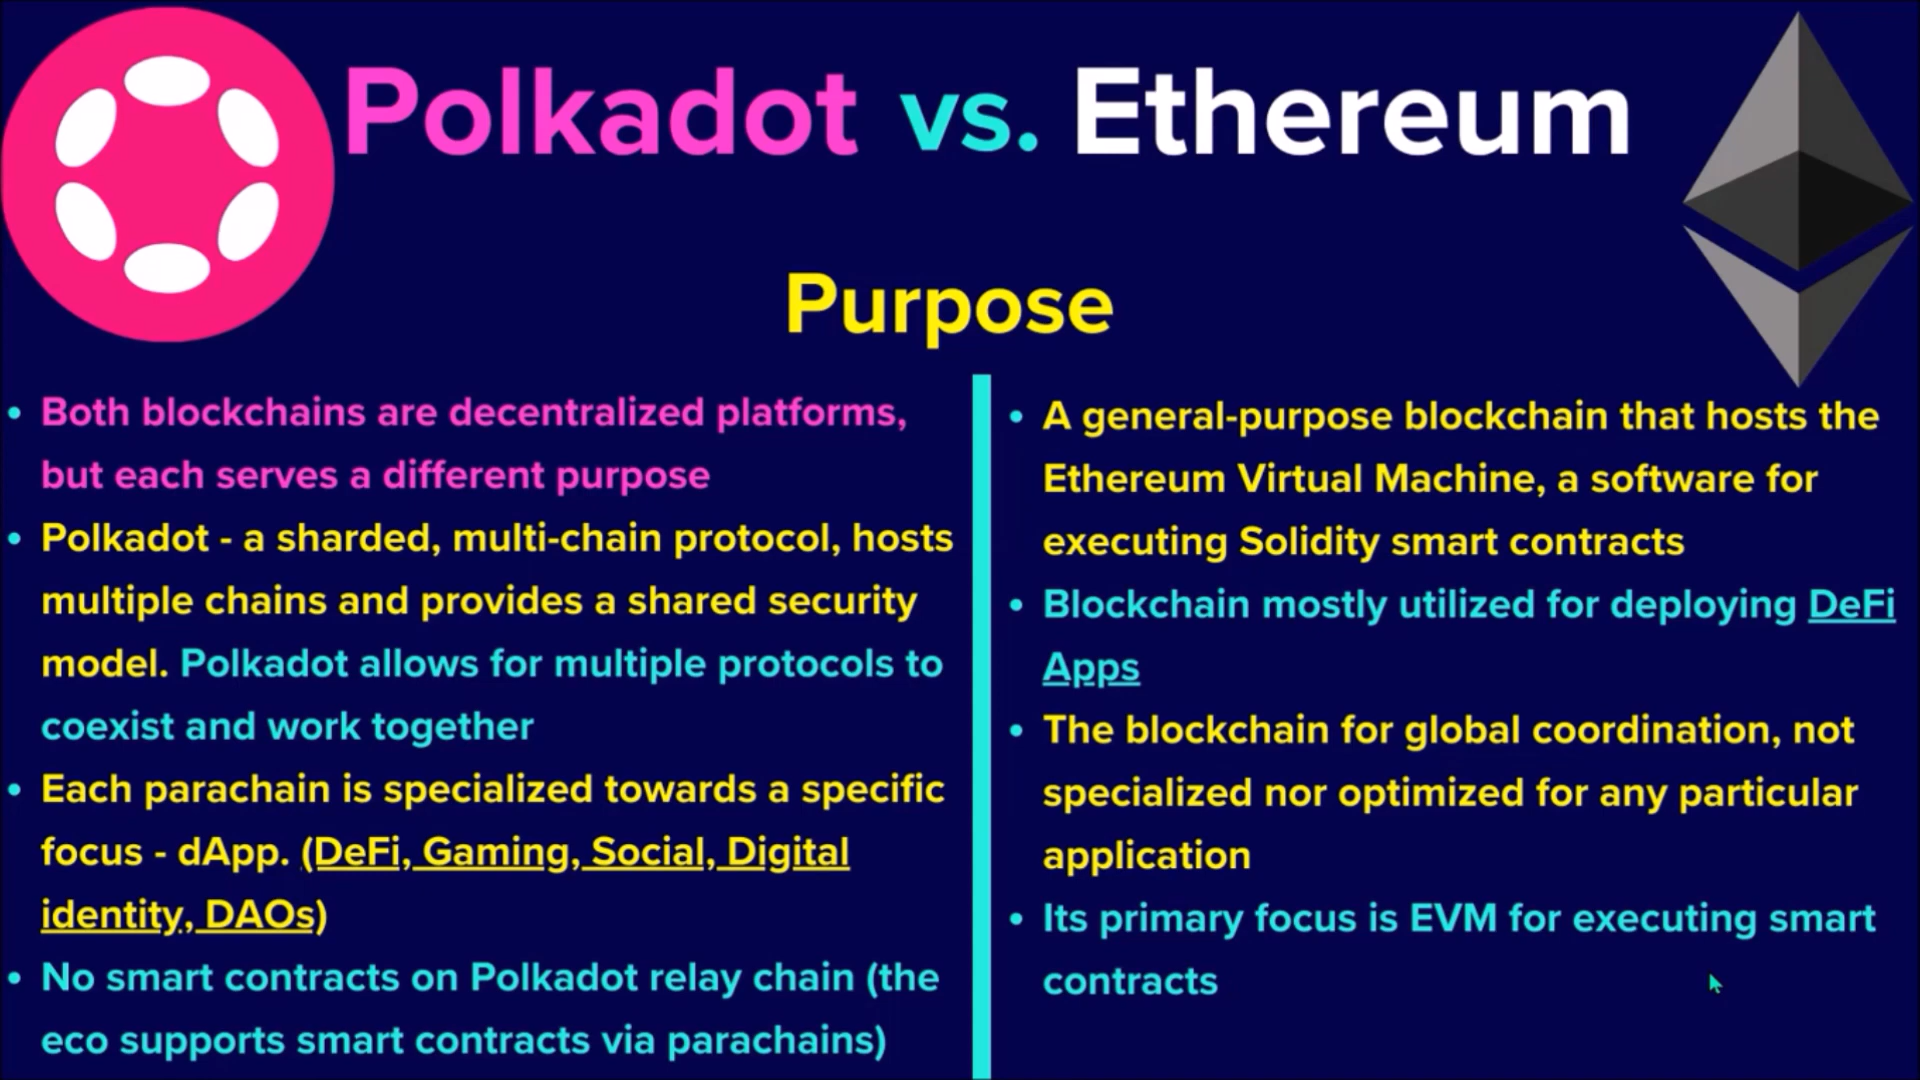 Polkadot vs. Ethereum
Purpose
• Both blockchains are decentralized platforms,
but each serves a different purpose
• Polkadot - a sharded, multi-chain protocol, hosts
multiple chains and provides a shared security
model. Polkadot allows for multiple protocols to
coexist and work together
• Each parachain is specialized towards a specific
focus - dApp. (DeFi, Gaming, Social, Digital
identity, DAOs)
• No smart contracts on Polkadot relay chain (the
eco supports smart contracts via parachains)
• A general-purpose blockchain that hosts the
Ethereum Virtual Machine, a software for
executing Solidity smart contracts
• Blockchain mostly utilized for deploying DeFi
Apps
• The blockchain for global coordination, not
specialized nor optimized for any particular
application
• Its primary focus is EVM for executing smart
contracts